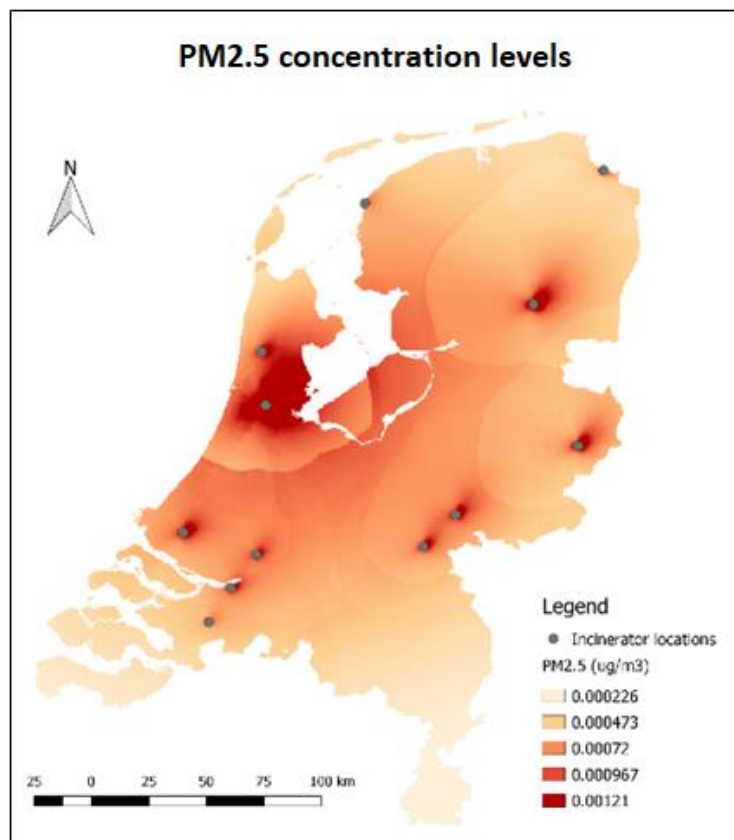 PM2.5 concentration levels
N
Legend
Incinerator locations
PM2.5 (ug/m3)
0.000226
0.000473
0.00072
0.000967
0.00121
25 0 25 50 75 100 km